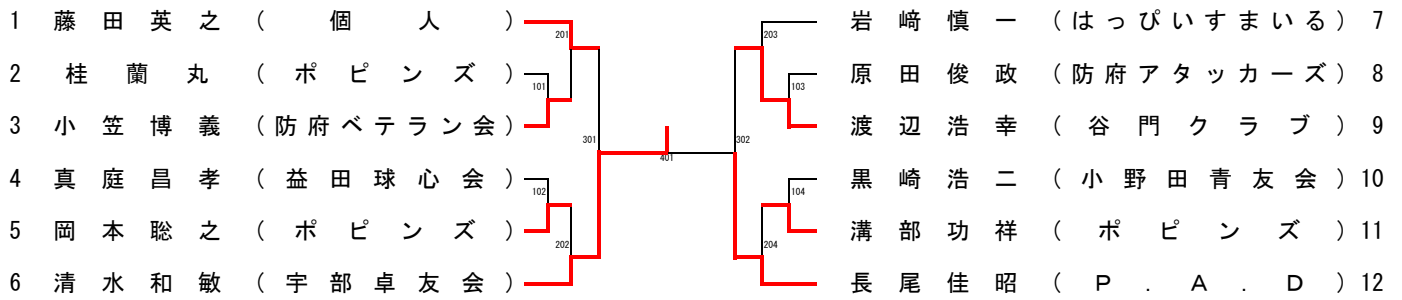 1 藤田英之(個人)
2 桂蘭丸(ポピンズ)
3 小笠博義(防府ベテラン会)
4 真庭昌孝(益田球心会)
5 岡本聡之(ポピンズ)
6 清水和敏(宇部卓友会)
201
101
301
102
202
401
203
103
302
104
204
岩﨑慎一(はっぴいすまいる) 7
原田俊政(防府アタッカーズ) 8
渡辺浩幸(谷門クラブ) 9
黒崎浩二(小野田青友会) 10
溝部功祥(ポピンズ) 11
長尾佳昭(P.A.D) 12